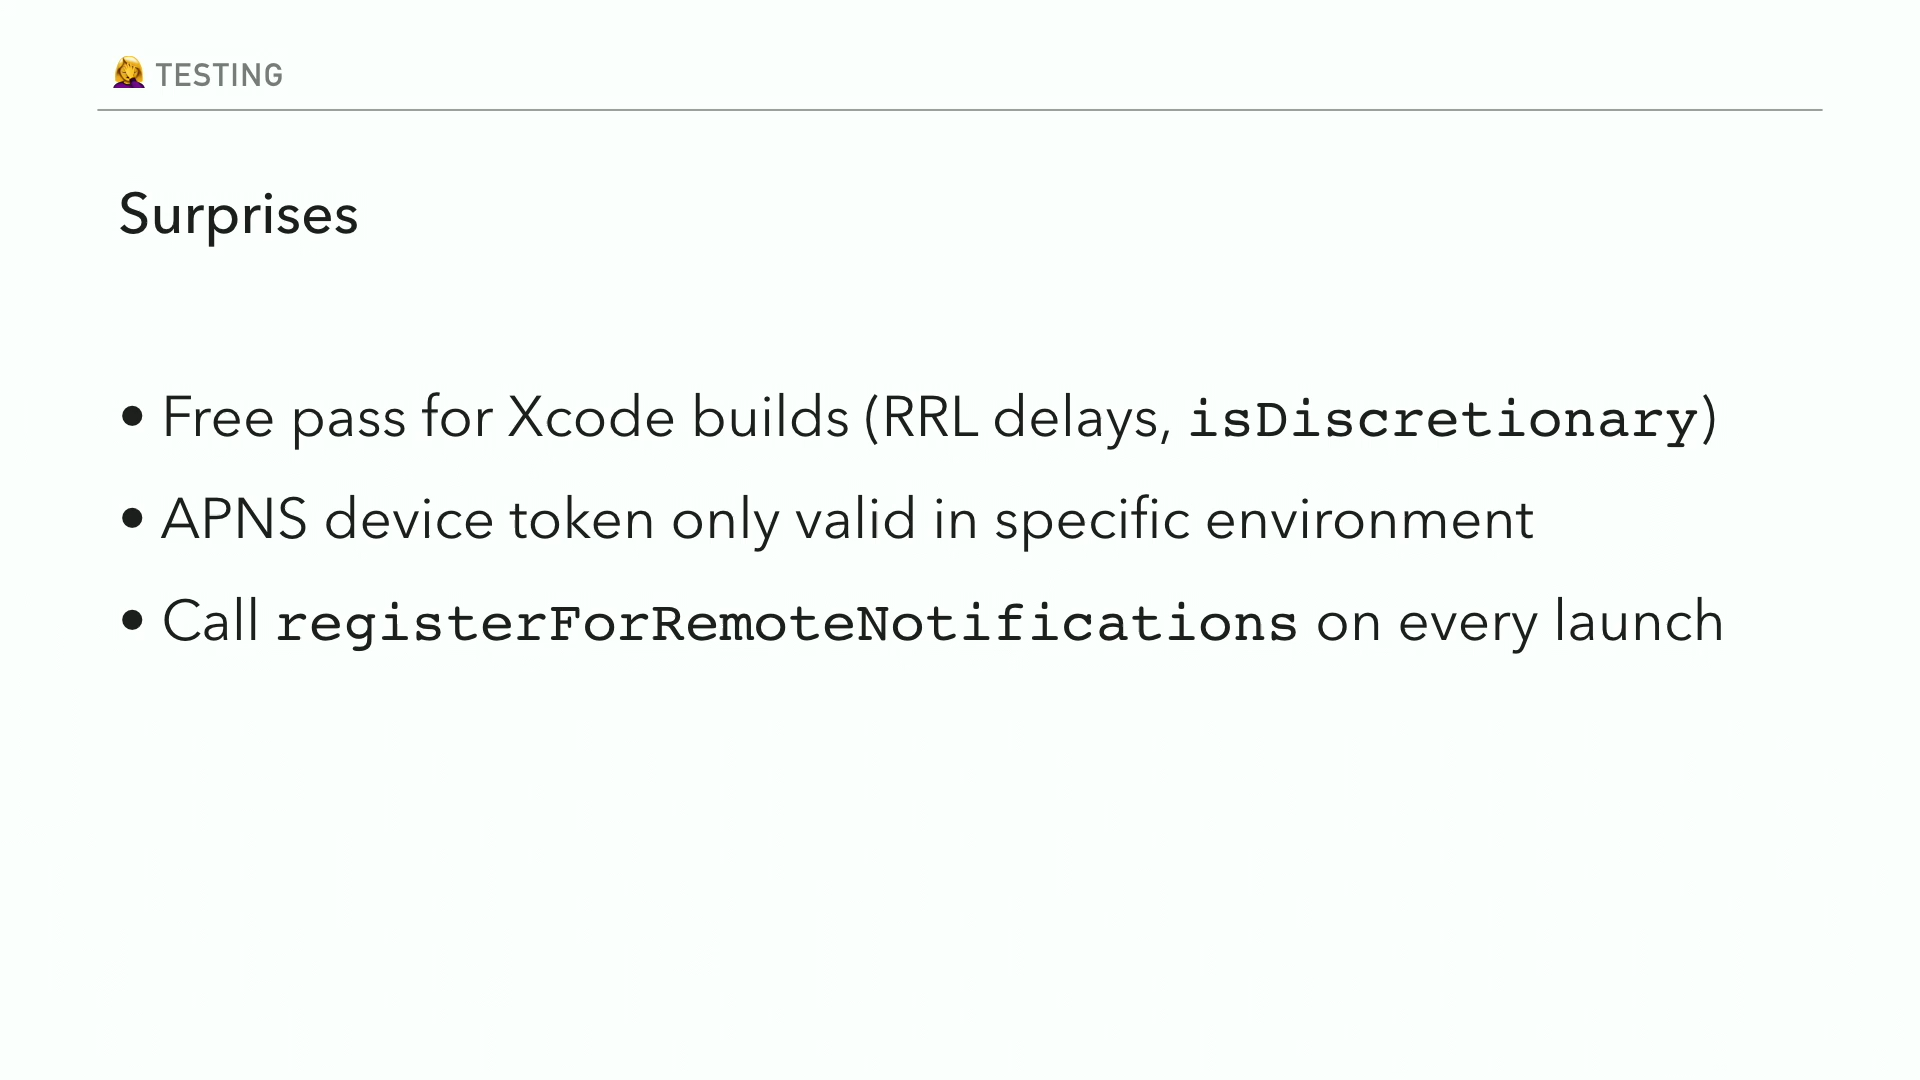 🤦‍♀️ TESTING
Surprises
• Free pass for Xcode builds (RRL delays, isDiscretionary)
• APNS device token only valid in specific environment
• Call registerForRemoteNotifications on every launch